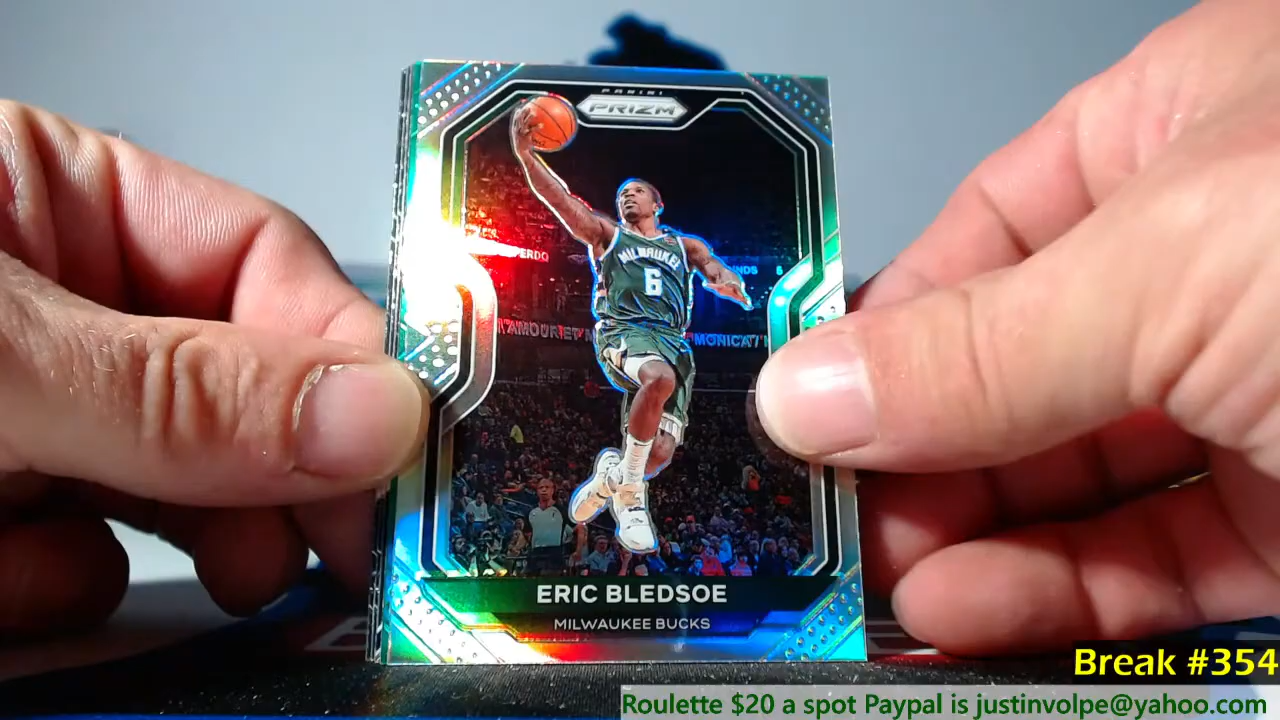 PANINI
PRIZM
MILWAUKEE
6
ERIC BLEDSOE
MILWAUKEE BUCKS
Break #354
Roulette $20 a spot Paypal is justinvolpe@yahoo.com